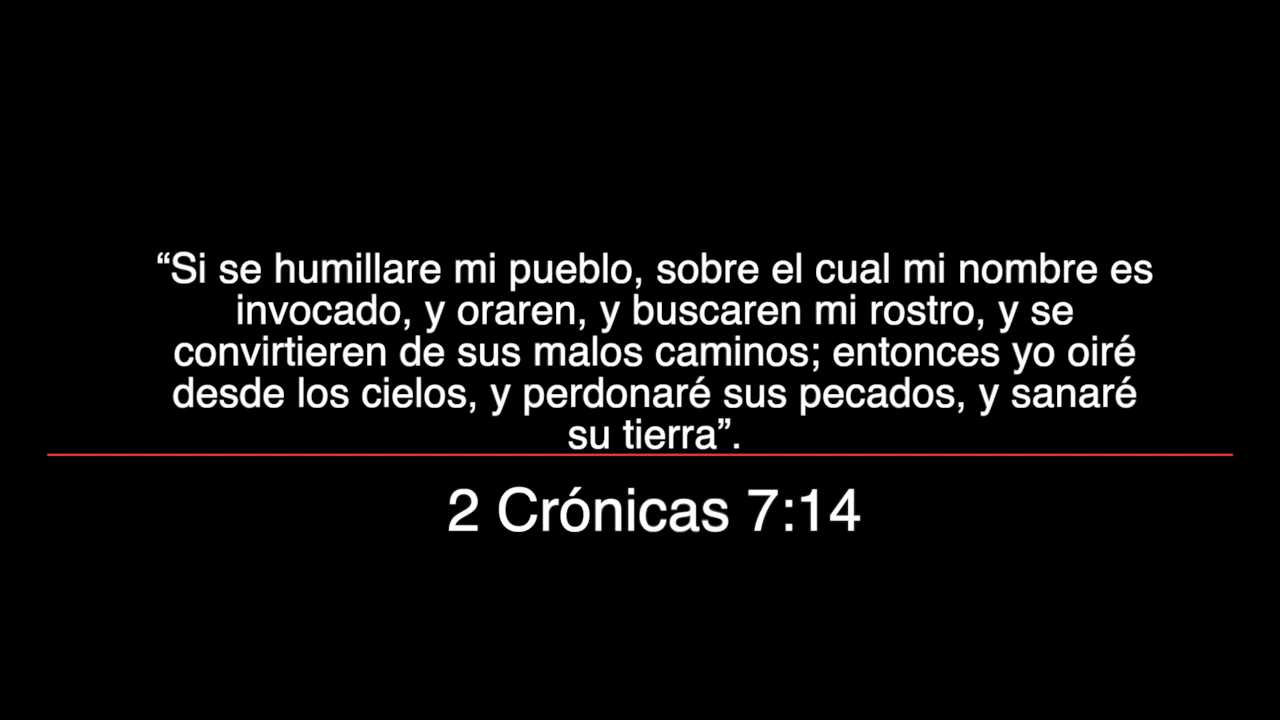 “Si se humillare mi pueblo, sobre el cual mi nombre es
invocado, y oraren, y buscaren mi rostro, y se
convirtieren de sus malos caminos; entonces yo oiré
desde los cielos, y perdonaré sus pecados, y sanaré
su tierra”.
2 Crónicas 7:14